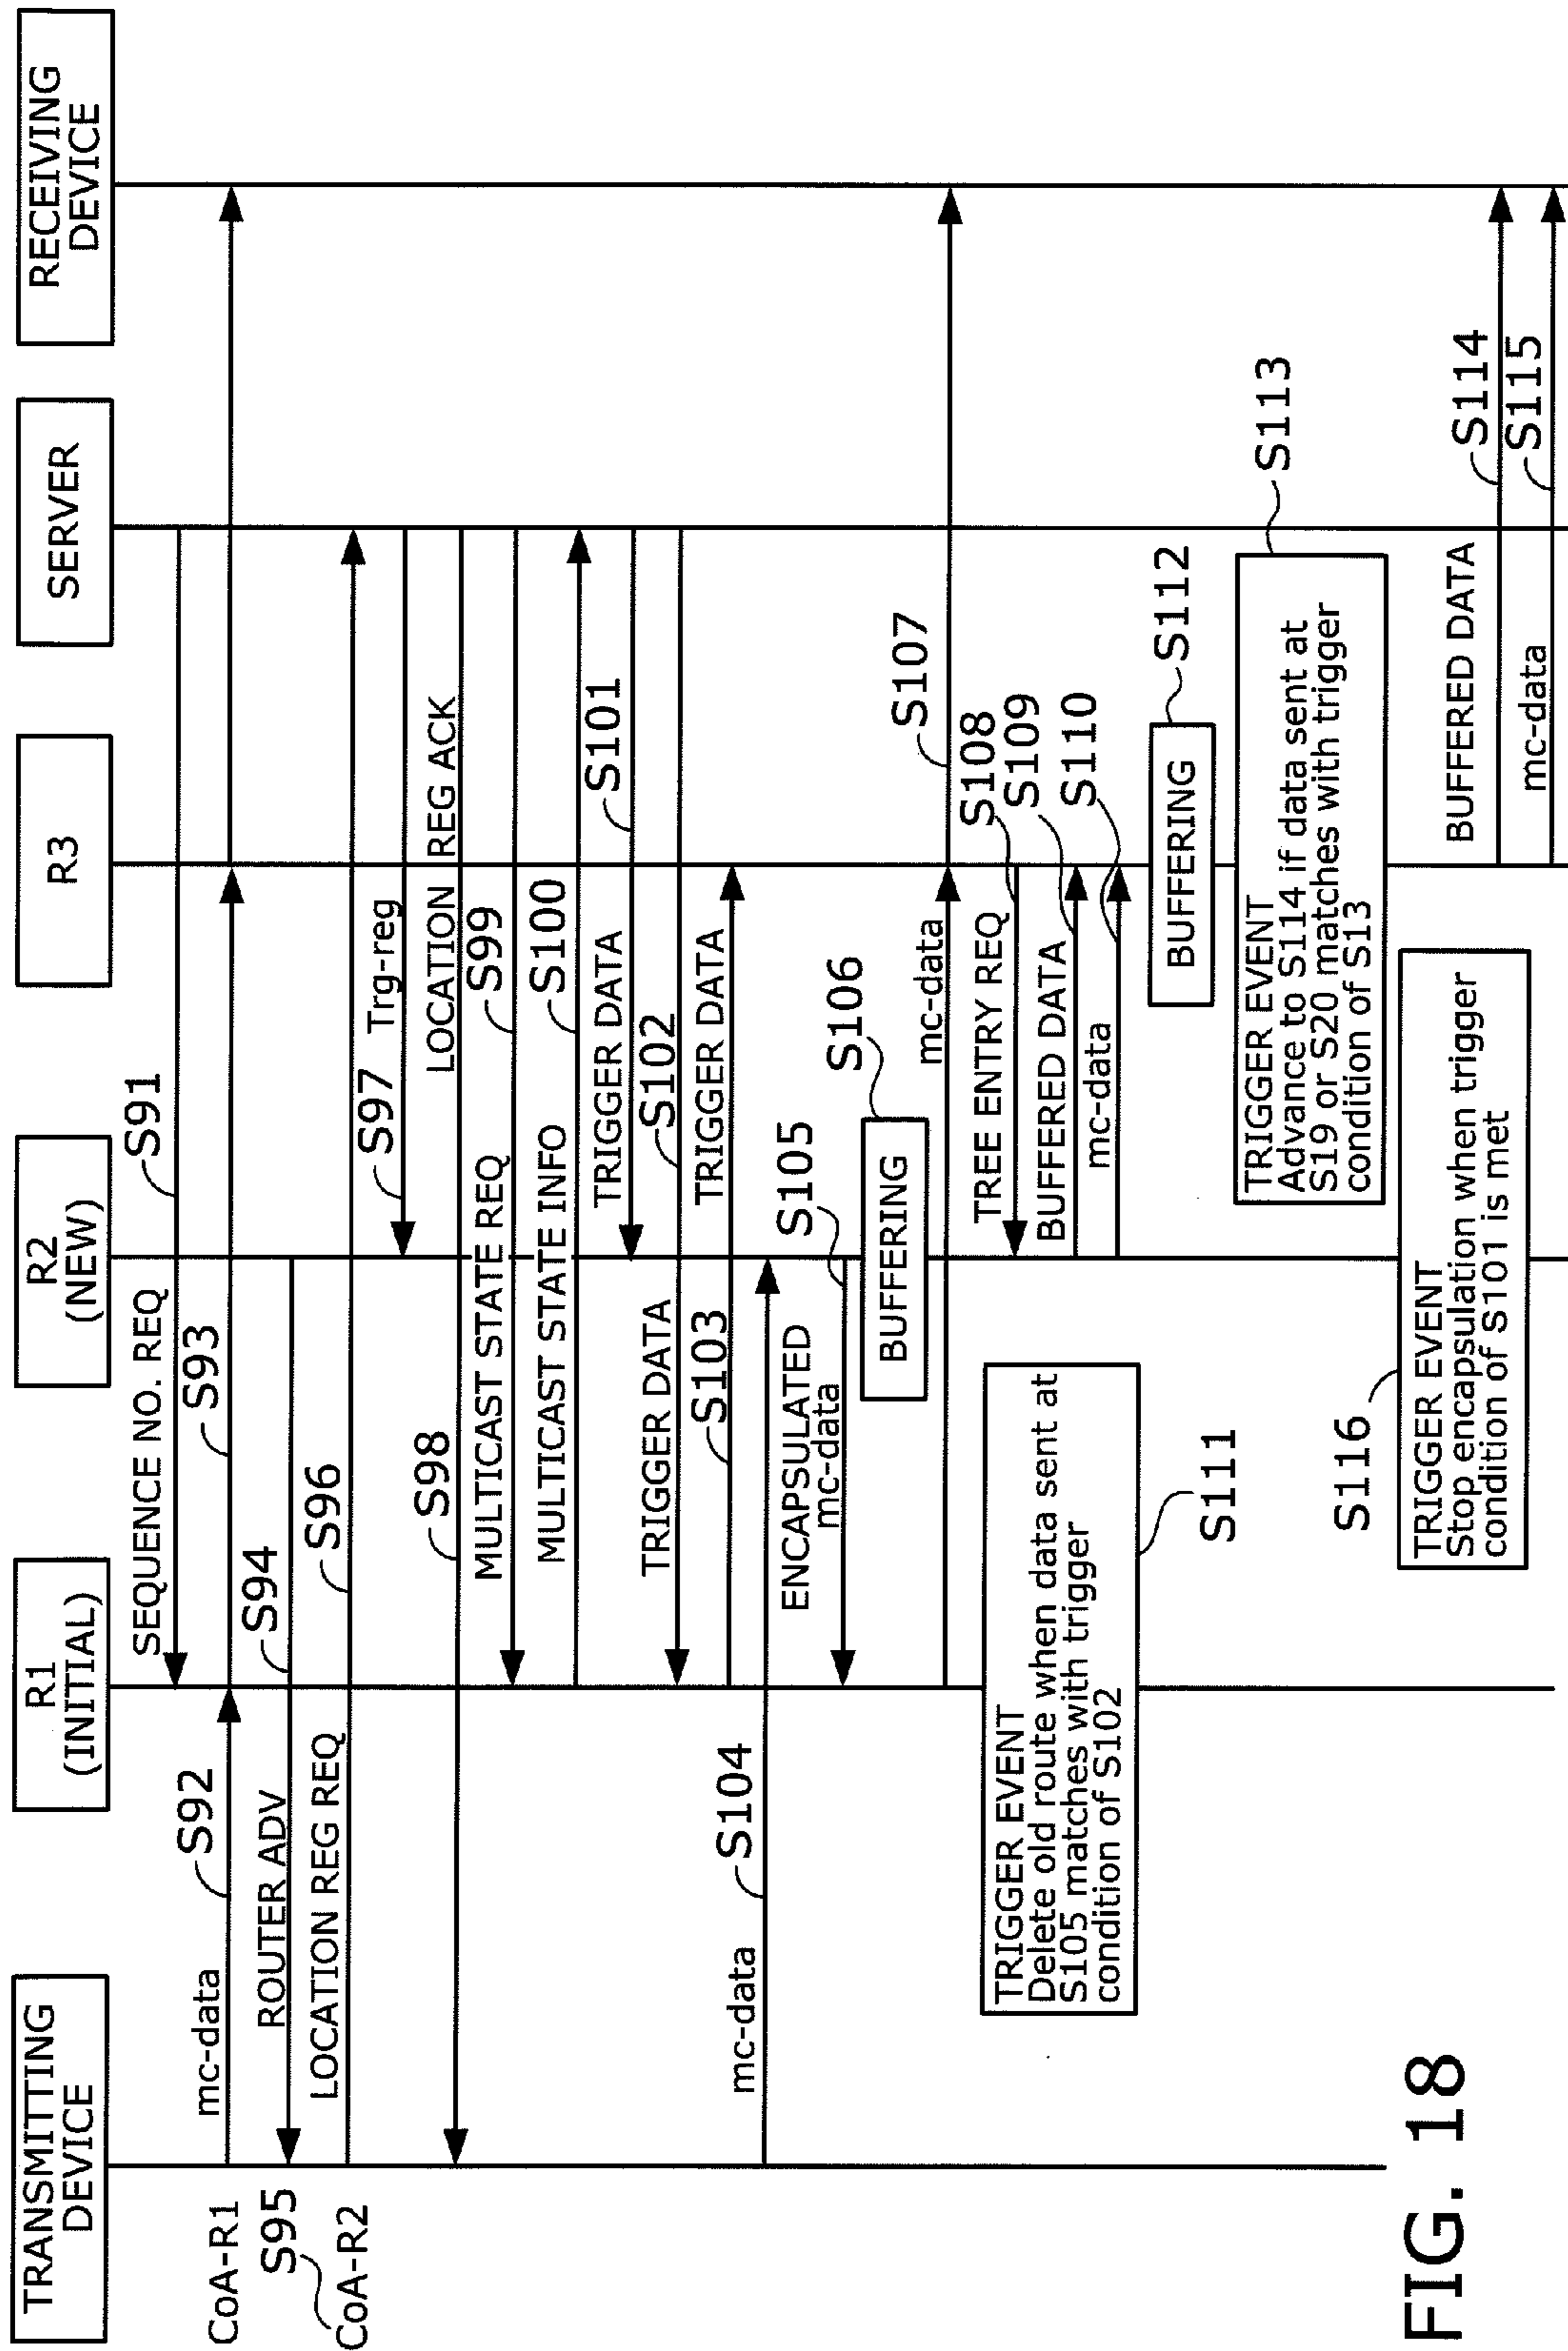 TRANSMITTING
DEVICE
R1
(INITIAL)
R2
(NEW)
R3
SERVER
RECEIVING
DEVICE
SEQUENCE NO. REQ
S91
CoA-R1
mc-data
S92
S93
ROUTER ADV
S94
S95
CoA-R2
LOCATION REG REQ
S96
S97
Trg-reg
S98
LOCATION REG ACK
MULTICAST STATE REQ
S99
MULTICAST STATE INFO
S100
TRIGGER DATA
S101
TRIGGER DATA
S102
S103
TRIGGER DATA
mc-data
S104
ENCAPSULATED
mc-data
S105
BUFFERING
S106
mc-data
S107
TREE ENTRY REQ
S108
BUFFERED DATA
S109
mc-data
S110
TRIGGER EVENT
Delete old route when data sent at
S105 matches with trigger
condition of S102
S111
BUFFERING
S112
TRIGGER EVENT
Advance to S114 if data sent at
S19 or S20 matches with trigger
condition of S13
S113
TRIGGER EVENT
Stop encapsulation when trigger
condition of S101 is met
S116
BUFFERED DATA
S114
mc-data
S115
FIG. 18